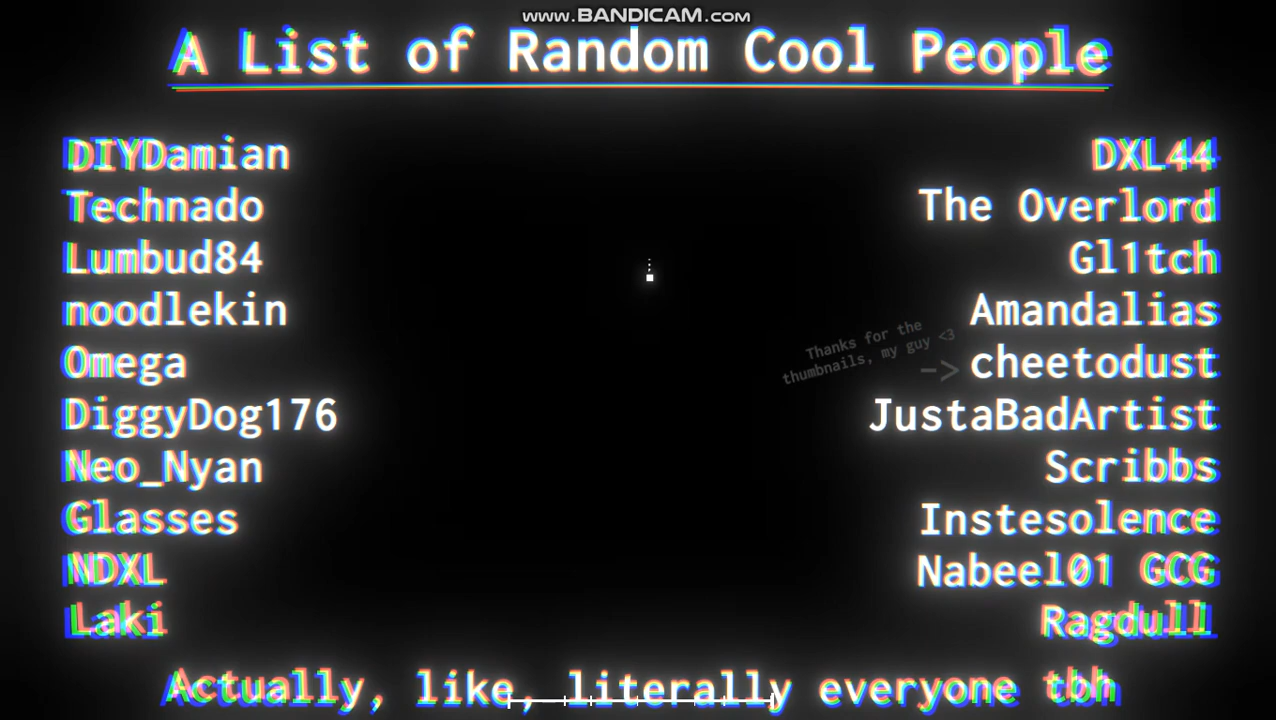 www.BANDICAM.com
A List of Random Cool People
DIYDamian
Technado
Lumbud84
noodlekin
Omega
DiggyDog176
Neo_Nyan
Glasses
NDXL
Laki
DXL44
The Overlord
Gl1tch
Amandalias
Thanks for the
thumbnails, my guy <3
-> cheetodust
JustaBadArtist
Scribbs
Instesolence
Nabeel01 GCG
Ragdull
Actually, like, literally everyone tbh